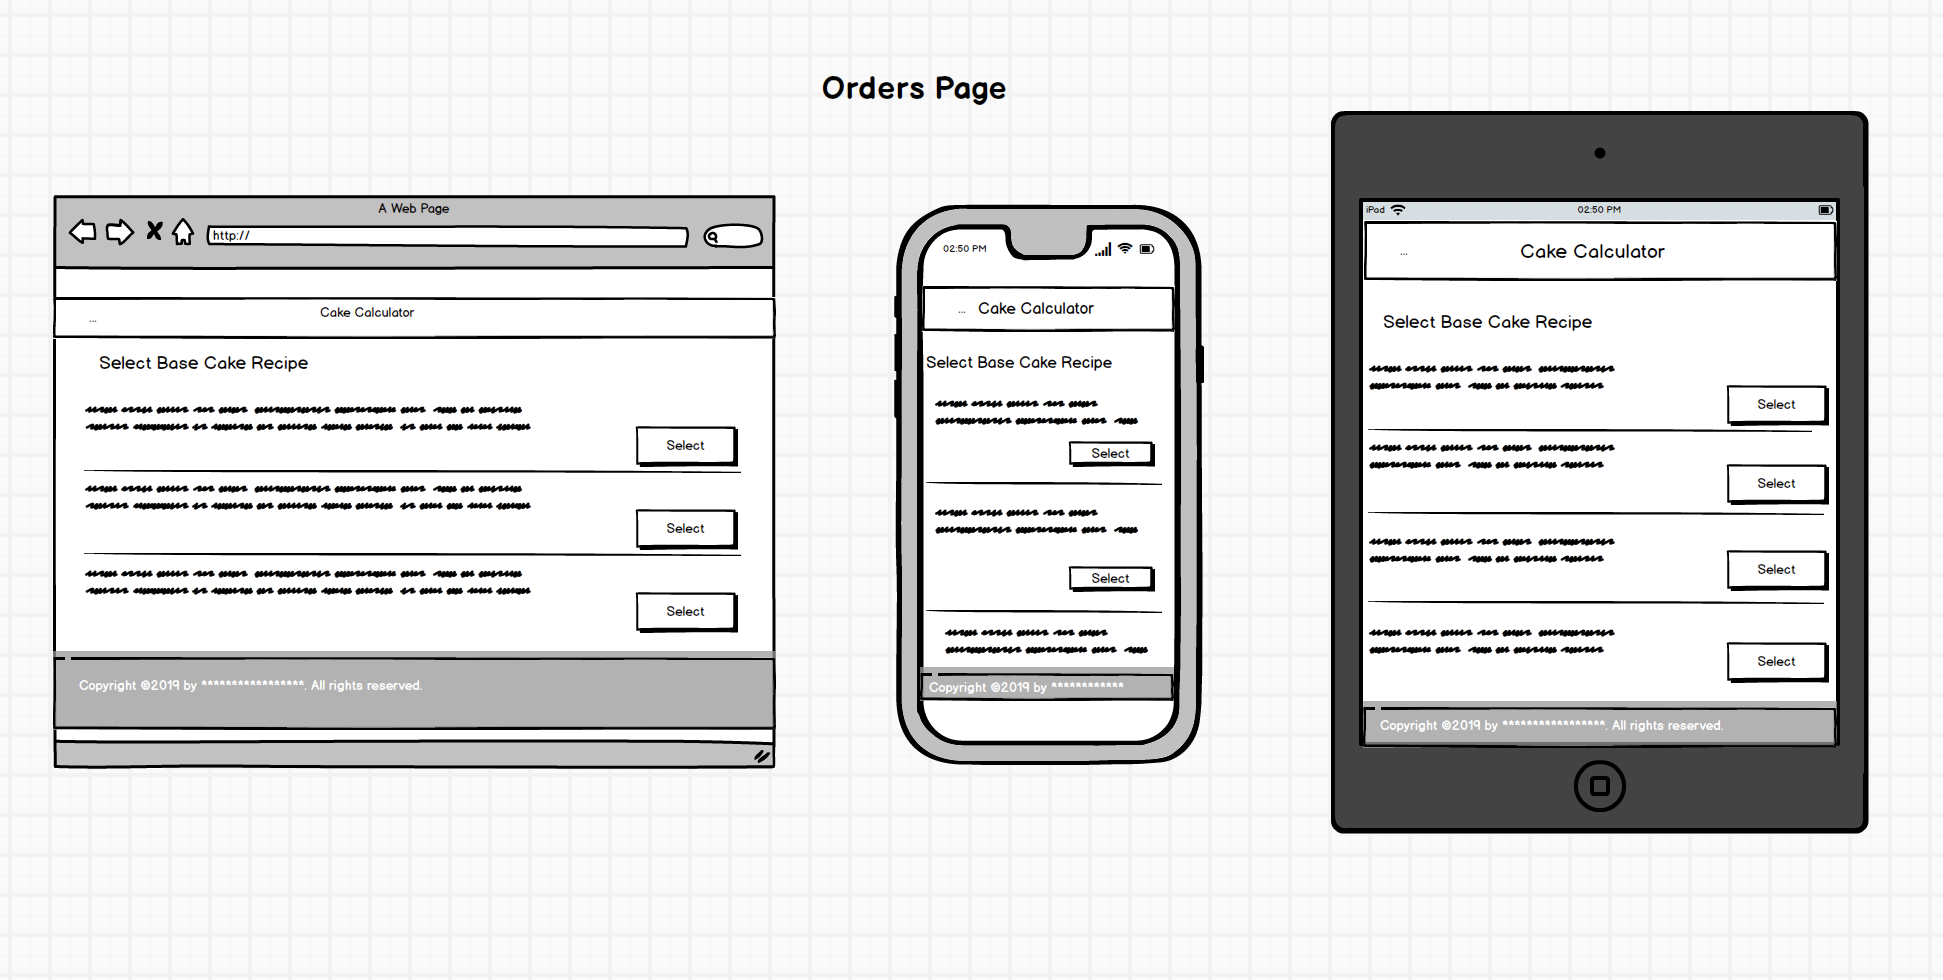 Orders Page
A Web Page
http://
Cake Calculator
...
Select Base Cake Recipe
Select
Select
Select
Copyright ©2019 by *****************. All rights reserved.
02:50 PM
... Cake Calculator
Select Base Cake Recipe
Select
Select
Copyright ©2019 by ************
iPad 02:50 PM
... Cake Calculator
Select Base Cake Recipe
Select
Select
Select
Select
Copyright ©2019 by *****************. All rights reserved.